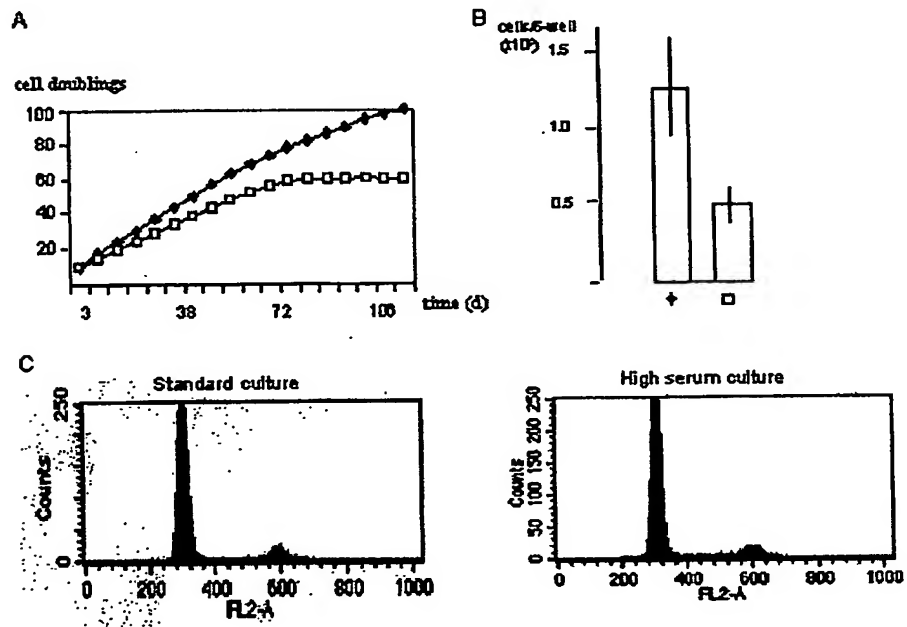 A
cell doublings
100
80
60
40
20
3 38 72 106
time (d)
B
cells/6-well
1.5
1.0
0.5
C
Standard culture
250
0
Counts
0 200 400 600 800 1000
FL2-A
High serum culture
0 50 100 150 200 250
Counts
0 200 400 600 800 1000
FL2-A